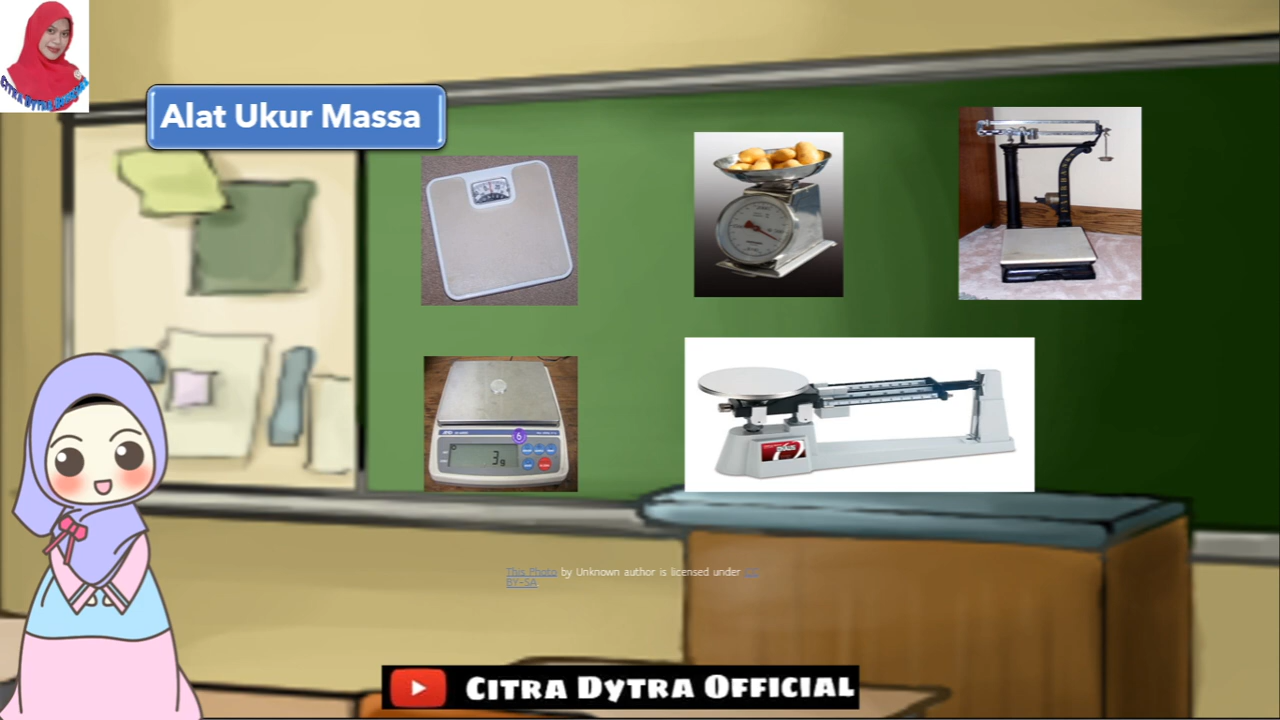 Alat Ukur Massa
3g
This Photo by Unknown author is licensed under CC
BY-SA
CITRA DYTRA OFFICIAL